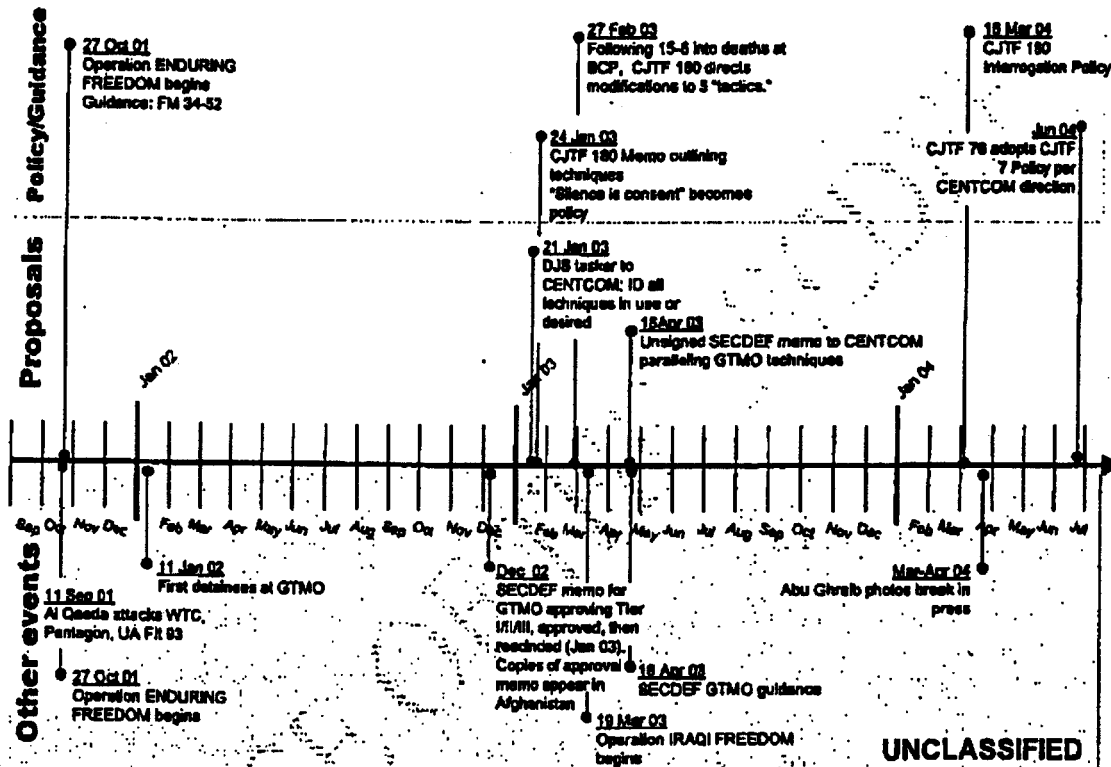 Policy/Guidance
27 Oct 01
Operation ENDURING
FREEDOM begins
Guidance: FM 34-52
27 Feb 03
Following 15-6 into deaths at
BCP, CJTF 180 directs
modifications to 5 "tactics."
24 Jan 03
CJTF 180 Memo outlining
techniques
"Silence is consent" becomes
policy
16 Mar 04
CJTF 180
Interrogation Policy
Jun 04
CJTF 76 adopts CJTF
7 Policy per
CENTCOM direction
Proposals
21 Jan 03
DJS tasker to
CENTCOM: ID all
techniques in use or
desired
Unsigned SECDEF memo to CENTCOM
paralleling GTMO techniques
Jan 02
Jan 03
Jan 04
Sep Oct Nov Dec Feb Mar Apr May Jun Jul Aug Sep Oct Nov Dec Feb Mar Apr May Jun Jul Aug Sep Oct Nov Dec Feb Mar Apr May Jun Jul
Other events
11 Sep 01
Al Qaeda attacks WTC,
Pentagon, UA Flt 93
27 Oct 01
Operation ENDURING
FREEDOM begins
11 Jan 02
First detainees at GTMO
Dec 02
SECDEF memo for
GTMO approving Tier
I/II/III, approved, then
rescinded (Jan 03).
Copies of approval
memo appear in
Afghanistan
16 Apr 03
SECDEF GTMO guidance
19 Mar 03
Operation IRAQI FREEDOM
begins
Mar-Apr 04
Abu Ghraib photos break in
press
UNCLASSIFIED